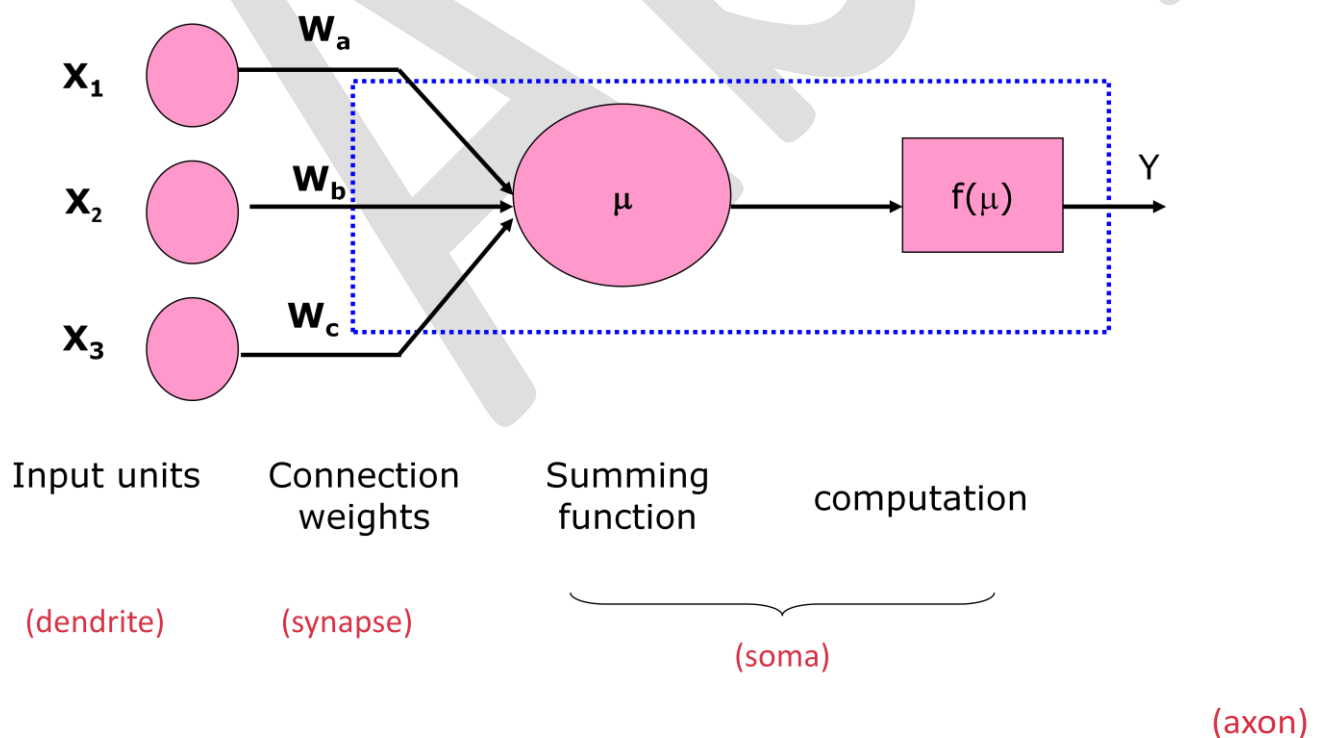 Wa
X1
Wb
X2
μ
f(μ)
Y
Wc
X3
Input units
Connection
weights
Summing
function
computation
(dendrite)
(synapse)
(soma)
(axon)